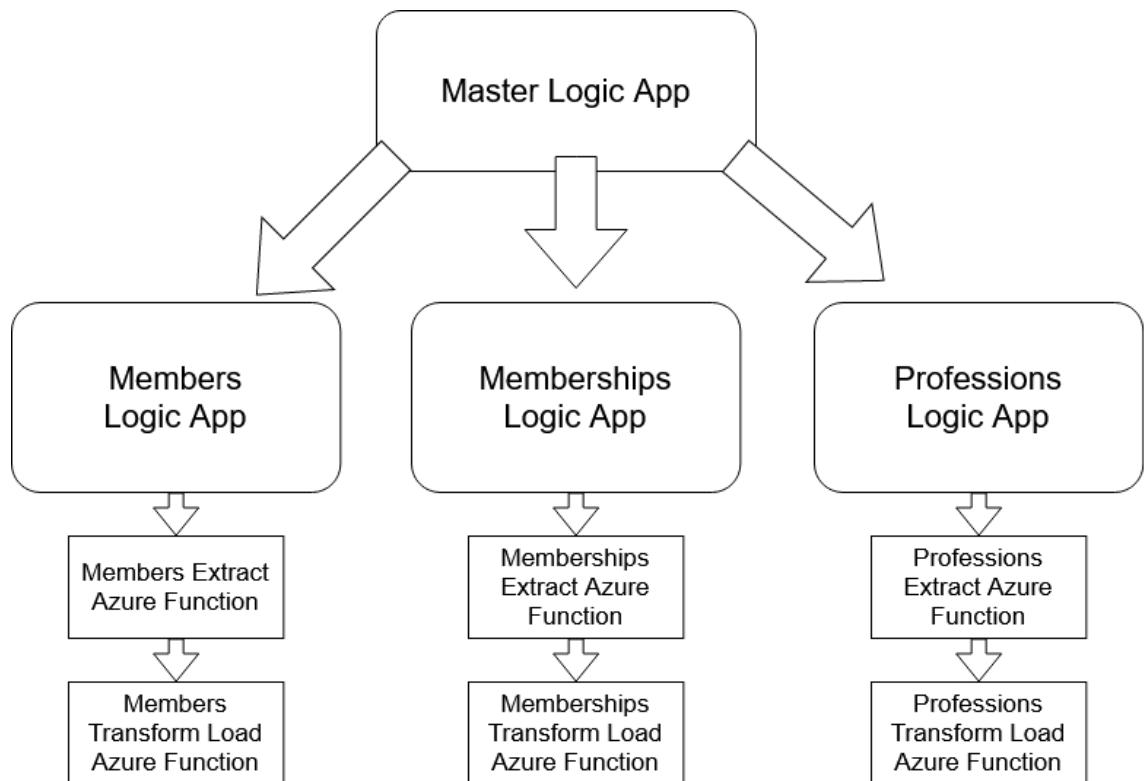 Master Logic App
Members
Logic App
Memberships
Logic App
Professions
Logic App
Members Extract
Azure Function
Memberships
Extract Azure
Function
Professions
Extract Azure
Function
Members
Transform Load
Azure Function
Memberships
Transform Load
Azure Function
Professions
Transform Load
Azure Function